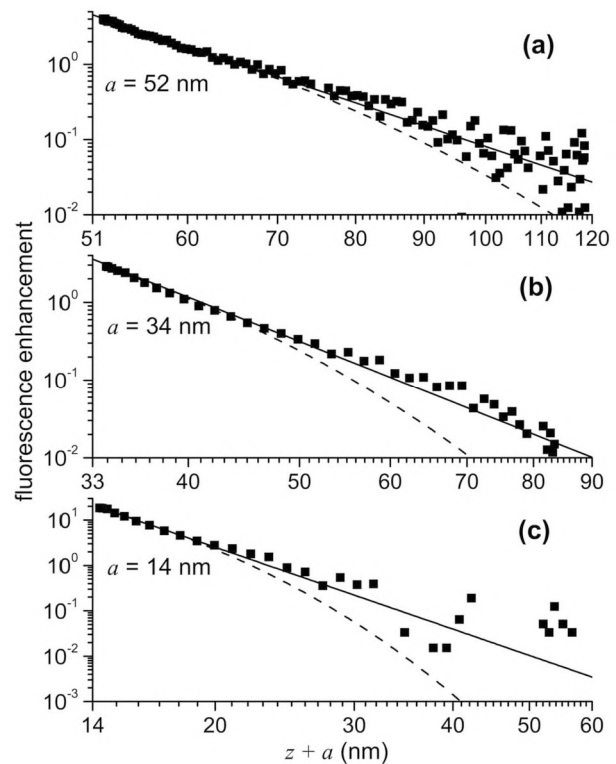 (a)
10^0
a = 52 nm
10^-1
10^-2
51 60 70 80 90 100 110 120
(b)
10^0
a = 34 nm
10^-1
10^-2
33 40 50 60 70 80 90
fluorescence enhancement
(c)
10^1
10^0
a = 14 nm
10^-1
10^-2
10^-3
14 20 30 40 50 60
z + a (nm)